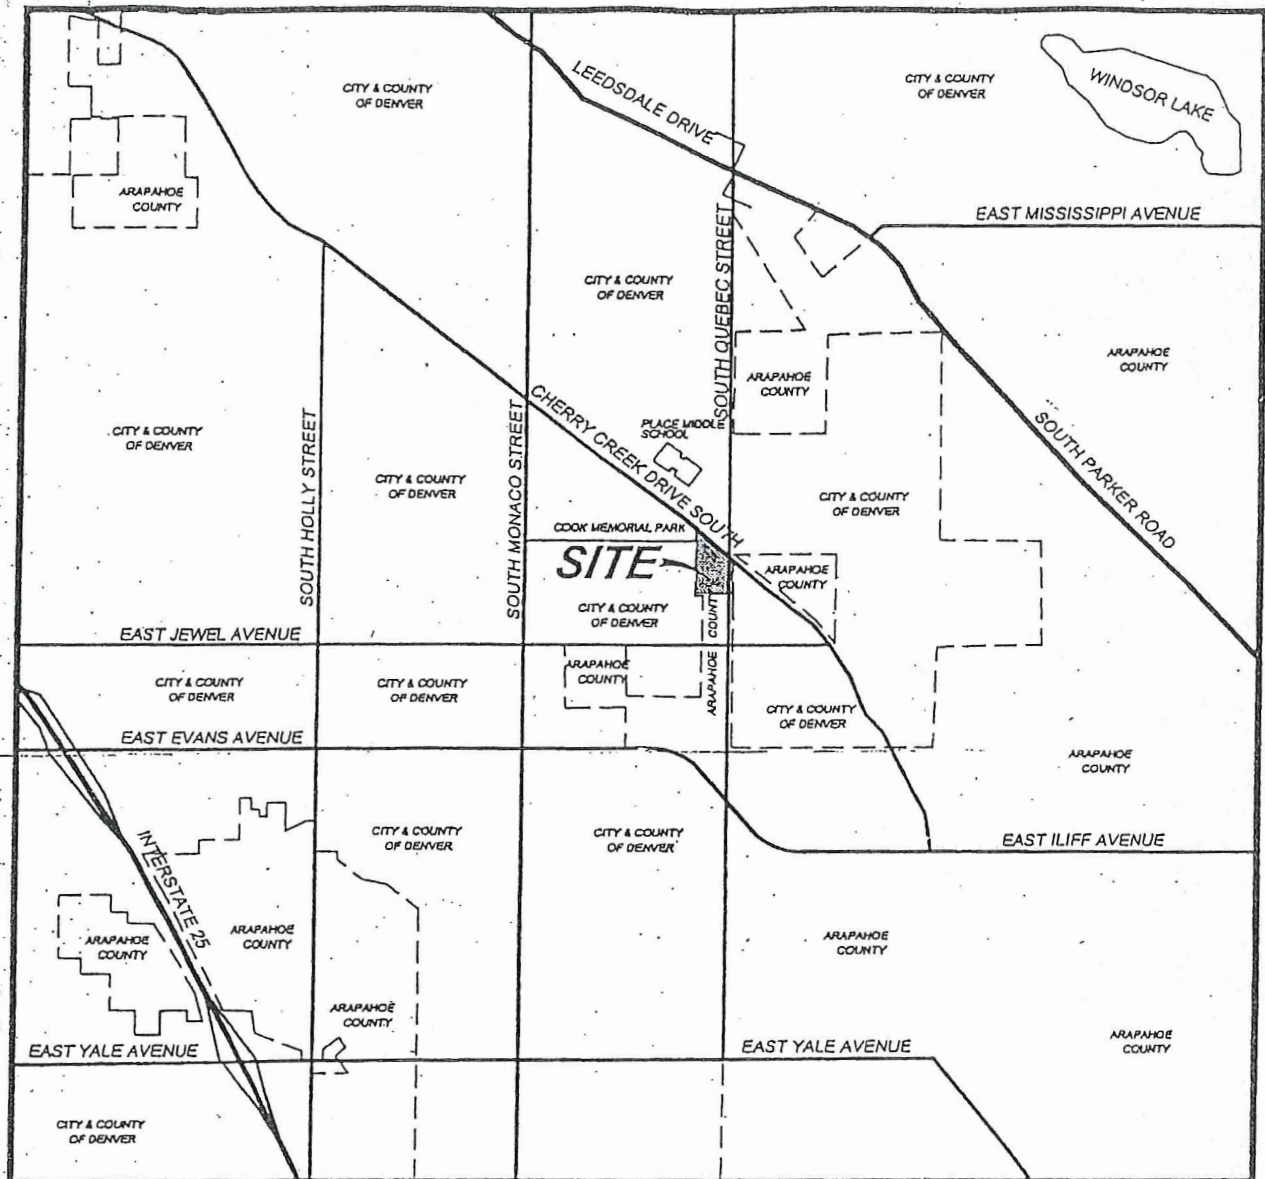 CITY & COUNTY
OF DENVER
LEEDSDALE DRIVE
CITY & COUNTY
OF DENVER
WINDSOR LAKE
ARAPAHOE
COUNTY
EAST MISSISSIPPI AVENUE
CITY & COUNTY
OF DENVER
SOUTH QUEBEC STREET
ARAPAHOE
COUNTY
ARAPAHOE
COUNTY
CITY & COUNTY
OF DENVER
SOUTH HOLLY STREET
CITY & COUNTY
OF DENVER
SOUTH MONACO STREET
CHERRY CREEK DRIVE SOUTH
PLACE MIDDLE
SCHOOL
CITY & COUNTY
OF DENVER
SOUTH PARKER ROAD
COOK MEMORIAL PARK
SITE
ARAPAHOE
COUNTY
CITY & COUNTY
OF DENVER
EAST JEWEL AVENUE
ARAPAHOE COUNTY
ARAPAHOE
COUNTY
CITY & COUNTY
OF DENVER
CITY & COUNTY
OF DENVER
CITY & COUNTY
OF DENVER
EAST EVANS AVENUE
ARAPAHOE
COUNTY
INTERSTATE 25
CITY & COUNTY
OF DENVER
CITY & COUNTY
OF DENVER
EAST ILIFF AVENUE
ARAPAHOE
COUNTY
ARAPAHOE
COUNTY
ARAPAHOE
COUNTY
ARAPAHOE
COUNTY
ARAPAHOE
COUNTY
EAST YALE AVENUE
EAST YALE AVENUE
CITY & COUNTY
OF DENVER